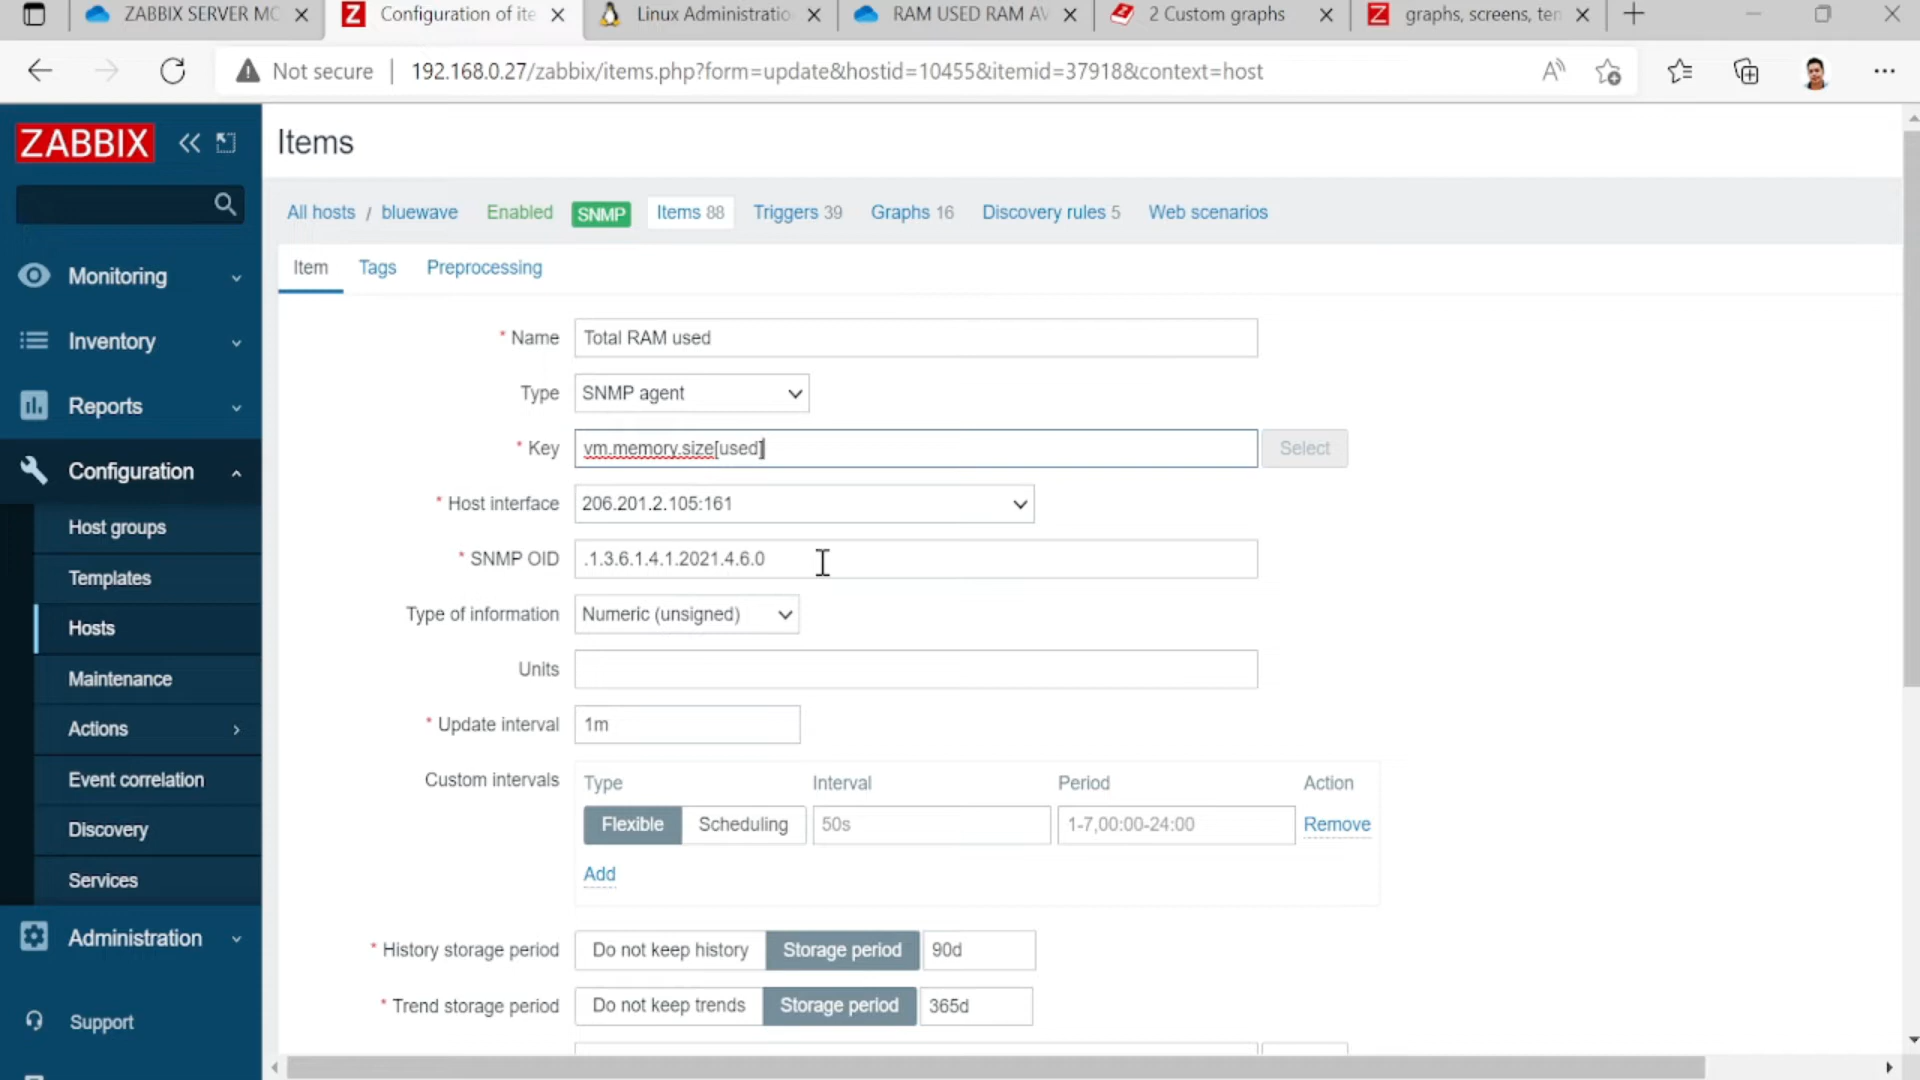 ZABBIX SERVER MC
Configuration of ite
Linux Administratio
RAM USED RAM AV
2 Custom graphs
graphs, screens, ten
Not secure
192.168.0.27/zabbix/items.php?form=update&hostid=10455&itemid=37918&context=host
ZABBIX
Items
All hosts / bluewave Enabled SNMP Items 88 Triggers 39 Graphs 16 Discovery rules 5 Web scenarios
Item Tags Preprocessing
Monitoring
Inventory
Reports
Configuration
Host groups
Templates
Hosts
Maintenance
Actions
Event correlation
Discovery
Services
Administration
Support
* Name Total RAM used
Type SNMP agent
* Key vm.memory.size[used] Select
* Host interface 206.201.2.105:161
* SNMP OID .1.3.6.1.4.1.2021.4.6.0
Type of information Numeric (unsigned)
Units
* Update interval 1m
Custom intervals Type Interval Period Action
Flexible Scheduling 50s 1-7,00:00-24:00 Remove
Add
* History storage period Do not keep history Storage period 90d
* Trend storage period Do not keep trends Storage period 365d